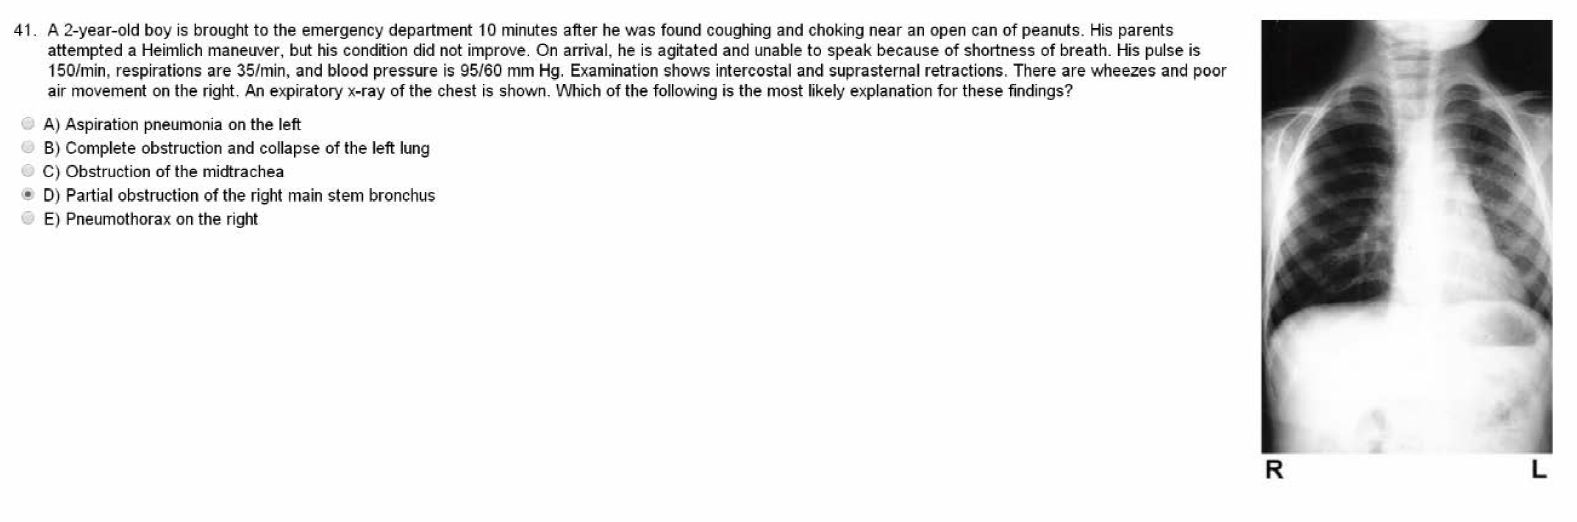 41. A 2-year-old boy is brought to the emergency department 10 minutes after he was found coughing and choking near an open can of peanuts. His parents
attempted a Heimlich maneuver, but his condition did not improve. On arrival, he is agitated and unable to speak because of shortness of breath. His pulse is
150/min, respirations are 35/min, and blood pressure is 95/60 mm Hg. Examination shows intercostal and suprasternal retractions. There are wheezes and poor
air movement on the right. An expiratory x-ray of the chest is shown. Which of the following is the most likely explanation for these findings?
A) Aspiration pneumonia on the left
B) Complete obstruction and collapse of the left lung
C) Obstruction of the midtrachea
D) Partial obstruction of the right main stem bronchus
E) Pneumothorax on the right
R L